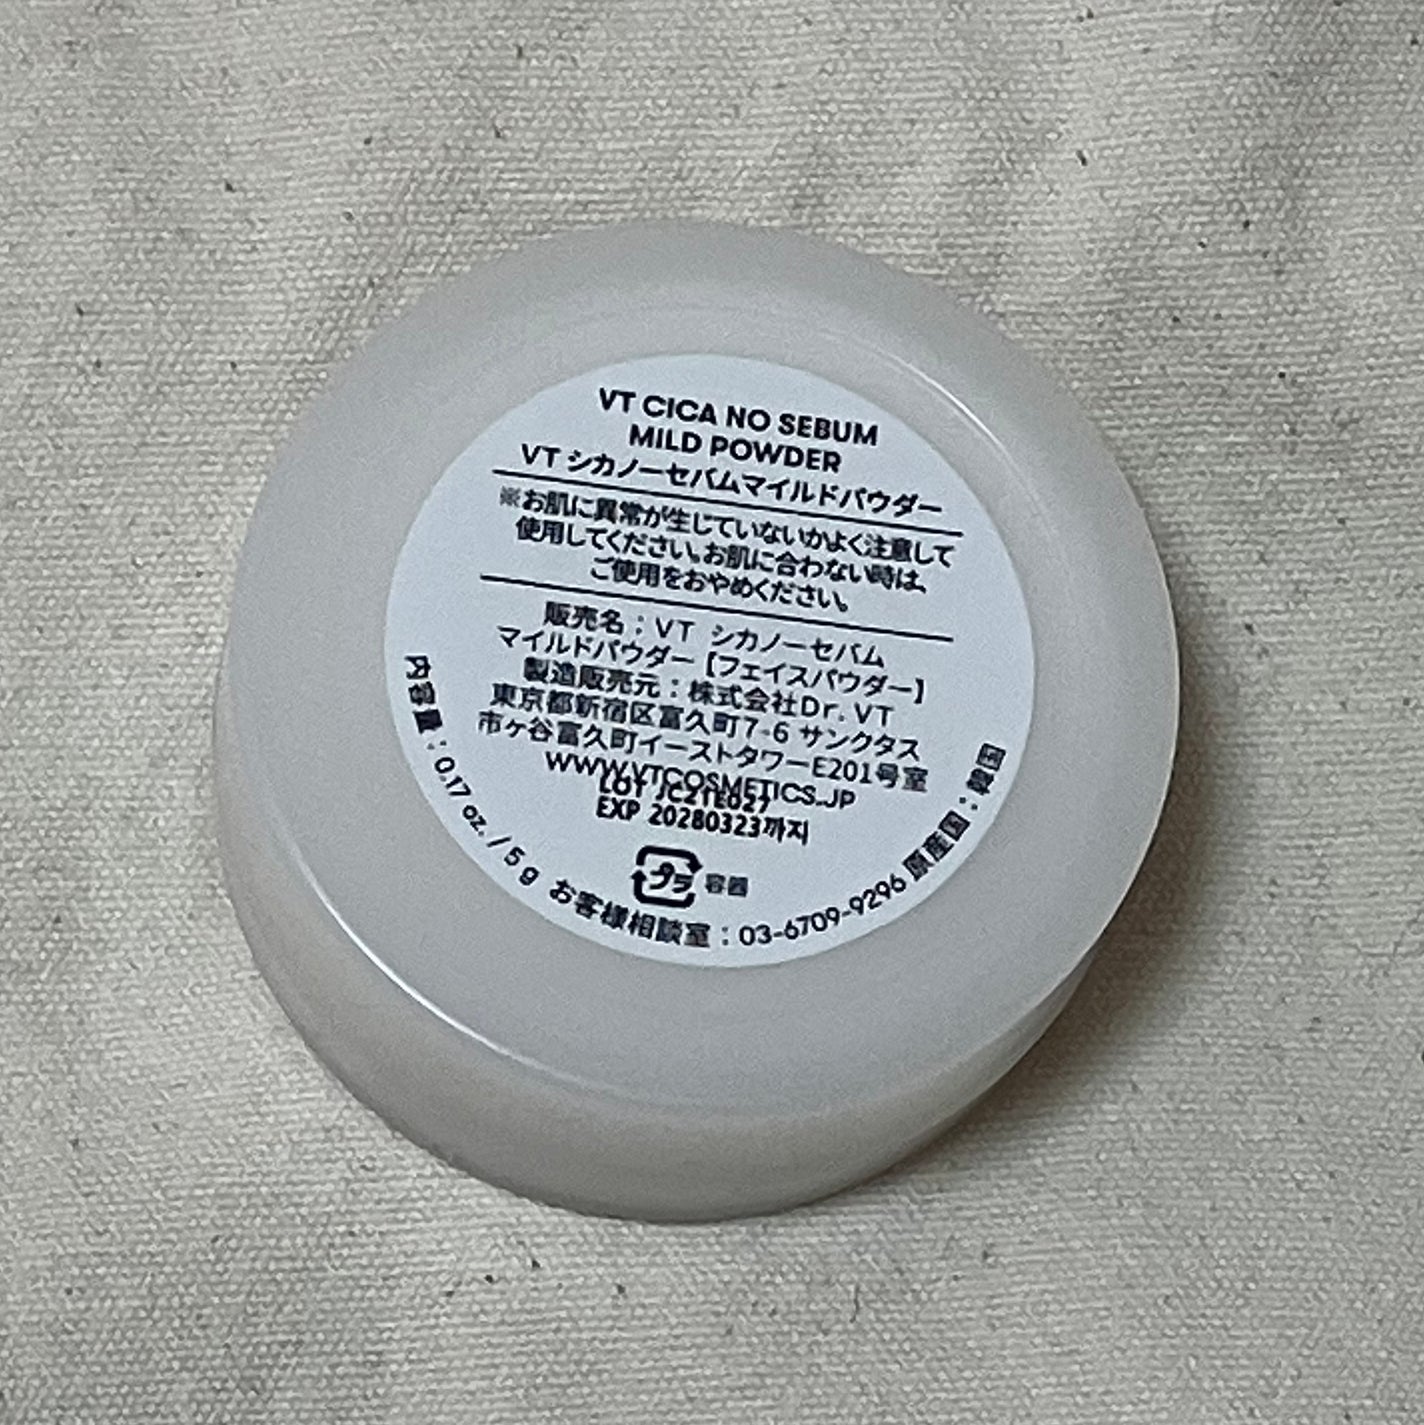 VT CICA NO SEBUM
MILD POWDER
VT シカノーセバムマイルドパウダー
※お肌に異常が生じていないかよく注意して
使用してください。お肌に合わない時は、
ご使用をおやめください。
販売名：VT シカノーセバム
マイルドパウダー【フェイスパウダー】
製造販売元：株式会社Dr. VT
東京都新宿区富久町7-6 サンクタス
市ヶ谷富久町イーストタワーE201号室
WWW.VTCOSMETICS.JP
LOT
EXP 20280323까지
プラ 容器
内容量：0.17 oz. / 5 g お客様相談室：03-6709-9296 原産国：韓国